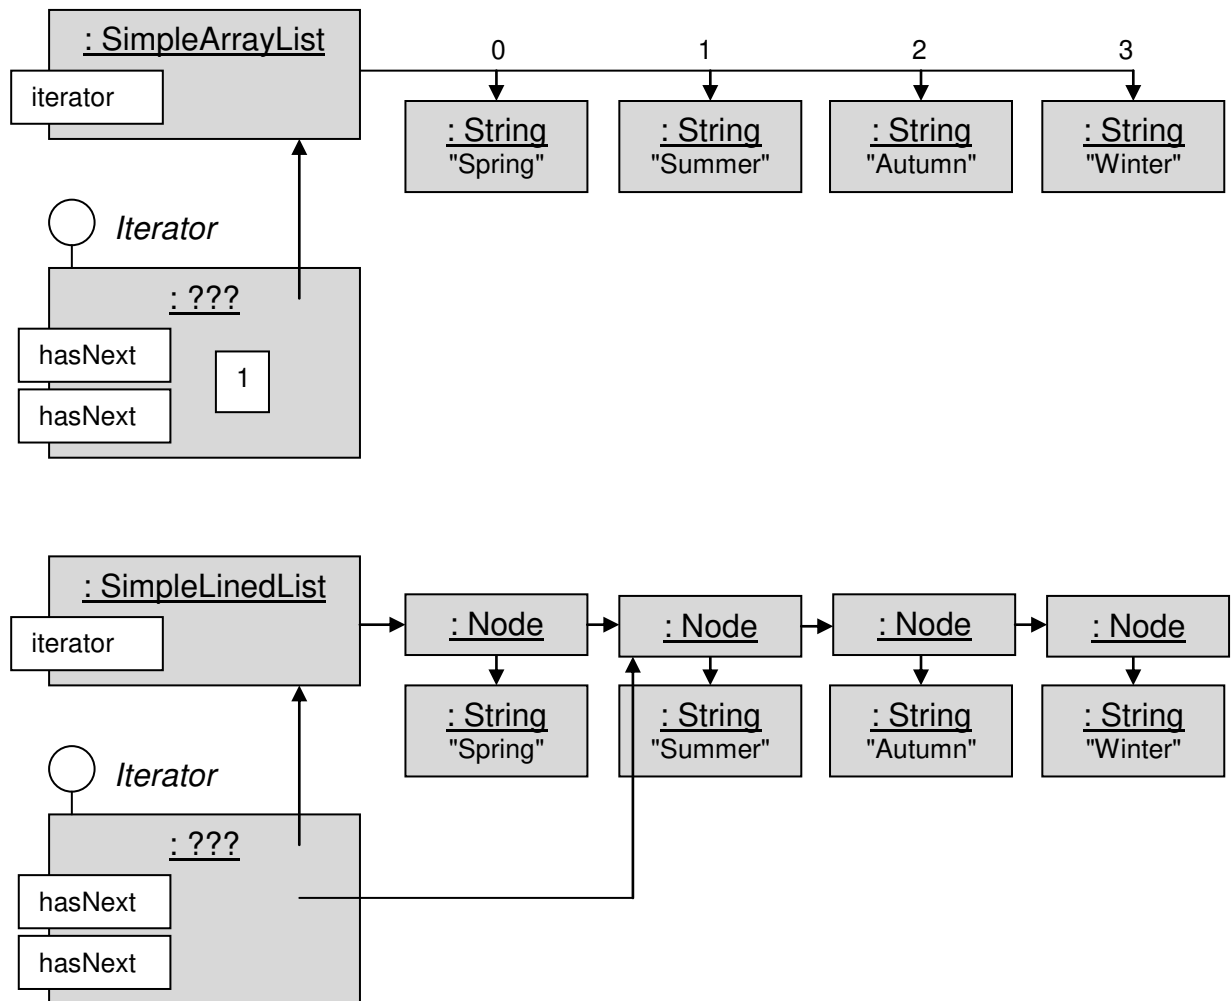 : SimpleArrayList
iterator
0 1 2 3
: String : String : String : String
"Spring" "Summer" "Autumn" "Winter"
Iterator
: ???
hasNext
1
hasNext
: SimpleLinedList
iterator
: Node : Node : Node : Node
: String : String : String : String
"Spring" "Summer" "Autumn" "Winter"
Iterator
: ???
hasNext
hasNext